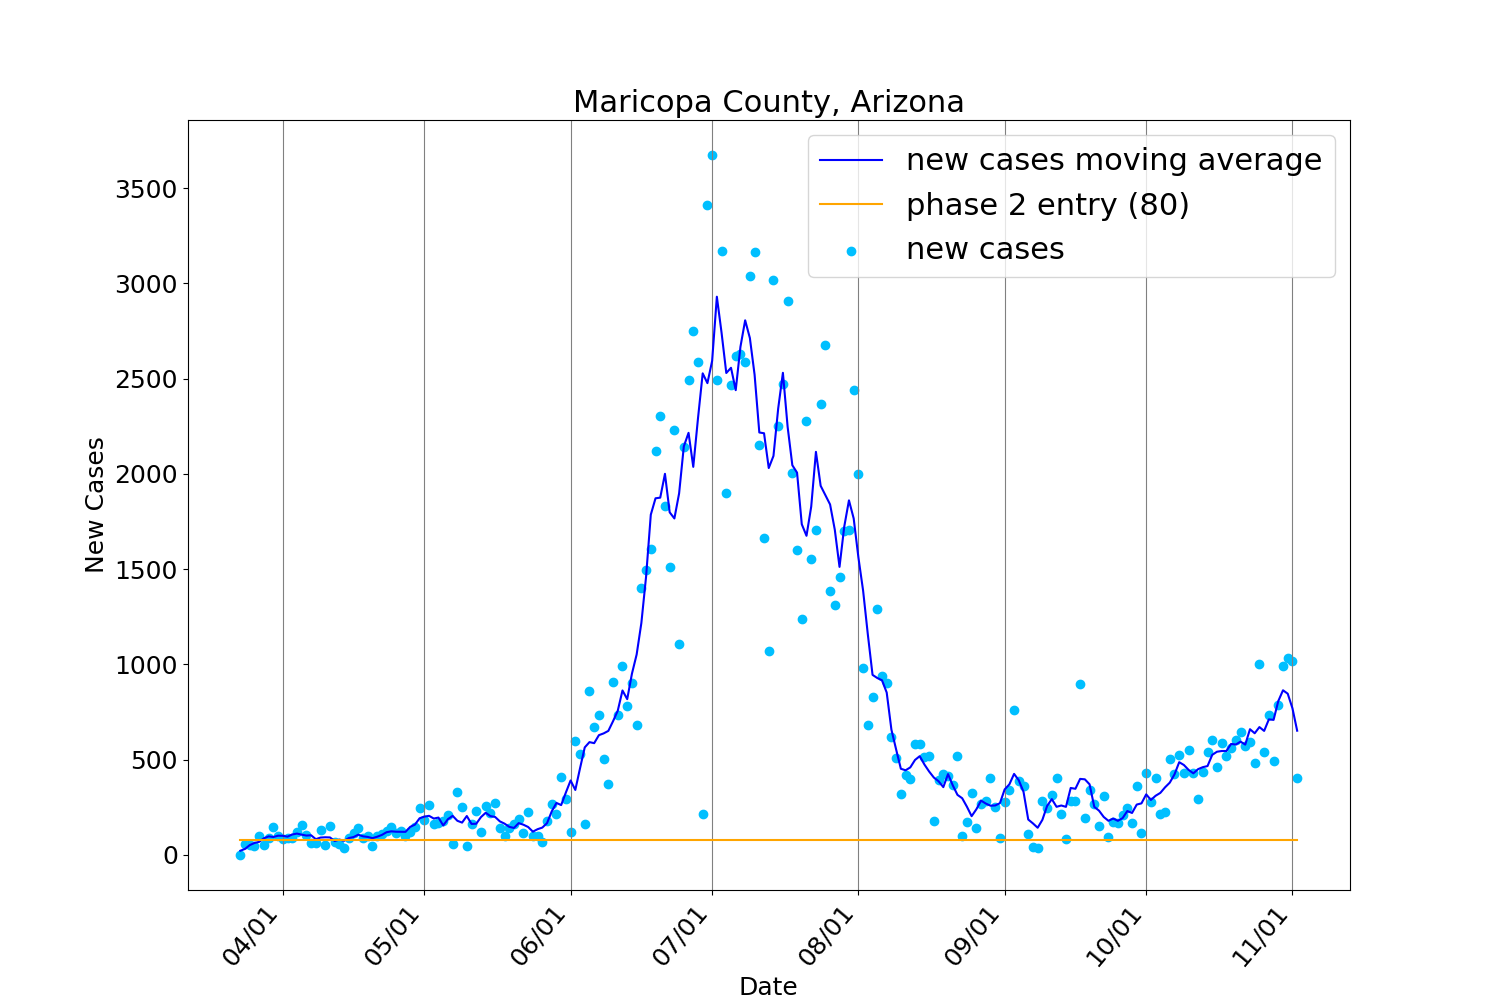 Maricopa County, Arizona
new cases moving average
phase 2 entry (80)
new cases
New Cases
3500
3000
2500
2000
1500
1000
500
0
04/01
05/01
06/01
07/01
08/01
09/01
10/01
11/01
Date